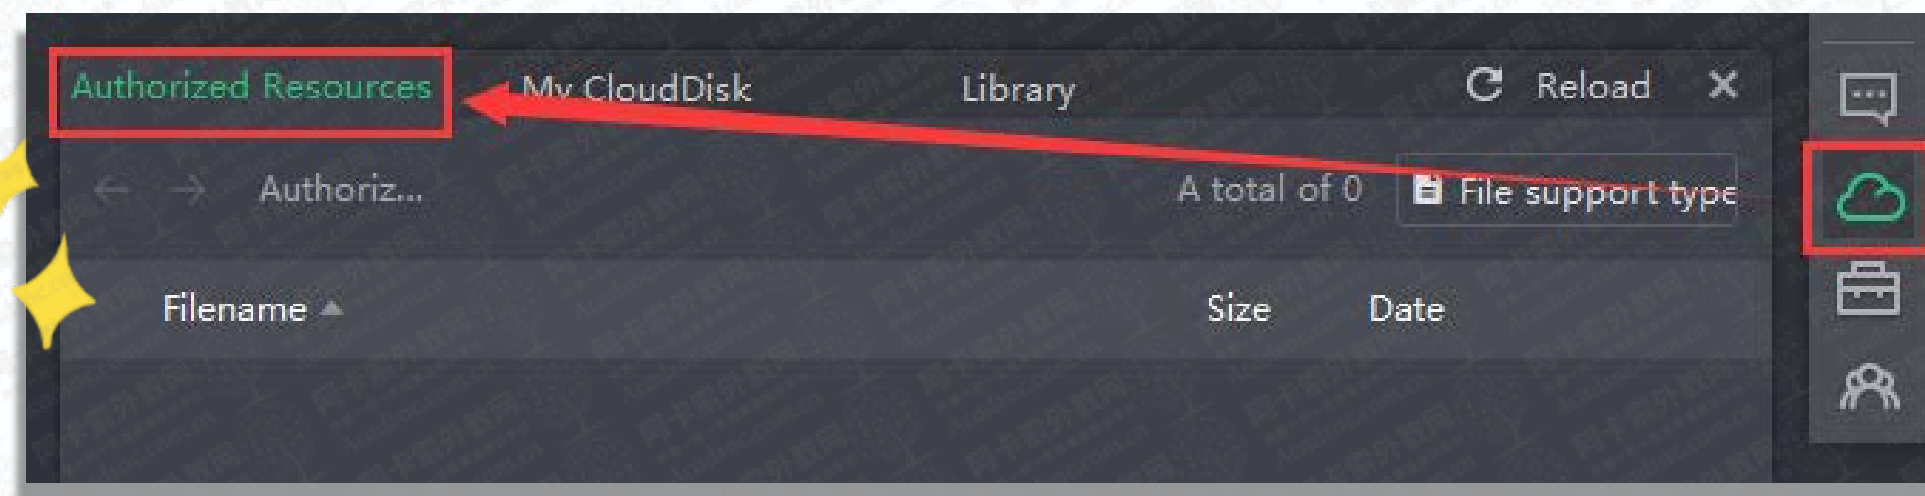 Authorized Resources My CloudDisk Library Reload
Authoriz... A total of 0 File support type
Filename Size Date